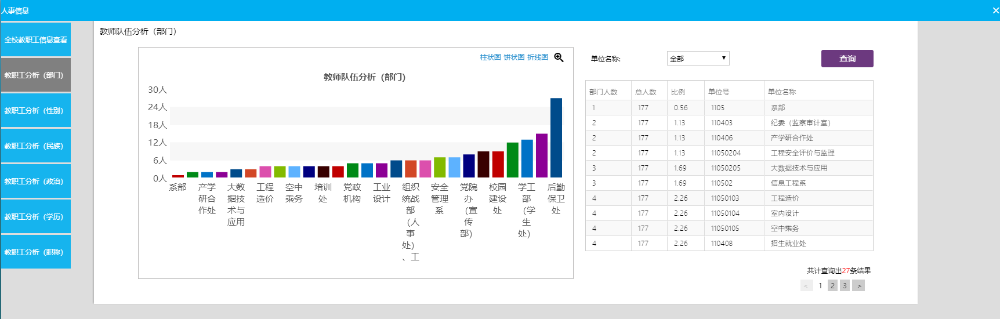 人事信息
×
全校教职工信息查看
教职工分析（部门）
教职工分析（性别）
教职工分析（民族）
教职工分析（政治）
教职工分析（学历）
教职工分析（职称）
教师队伍分析（部门）
柱状图 饼状图 折线图
教师队伍分析（部门）
30人
24人
18人
12人
6人
0人
系部
产学
研合
作处
大数
据技
术与
应用
工程
造价
空中
乘务
培训
处
党政
机构
工业
设计
组织
统战
部
（人
事
处）
、工
安全
管理
系
党院
办
（宣
传
部）
校园
建设
处
学工
部
（学
生
处）
后勤
保卫
处
单位名称: 全部 查询
部门人数 总人数 比例 单位号 单位名称
1 177 0.56 1105 系部
2 177 1.13 110403 纪委（监察审计室）
2 177 1.13 110406 产学研合作处
2 177 1.13 11050204 工程安全评价与监理
3 177 1.69 11050205 大数据技术与应用
3 177 1.69 110502 信息工程系
4 177 2.26 11050103 工程造价
4 177 2.26 11050104 室内设计
4 177 2.26 11050105 空中乘务
4 177 2.26 110408 招生就业处
共计查询出27条结果
< 1 2 3 >